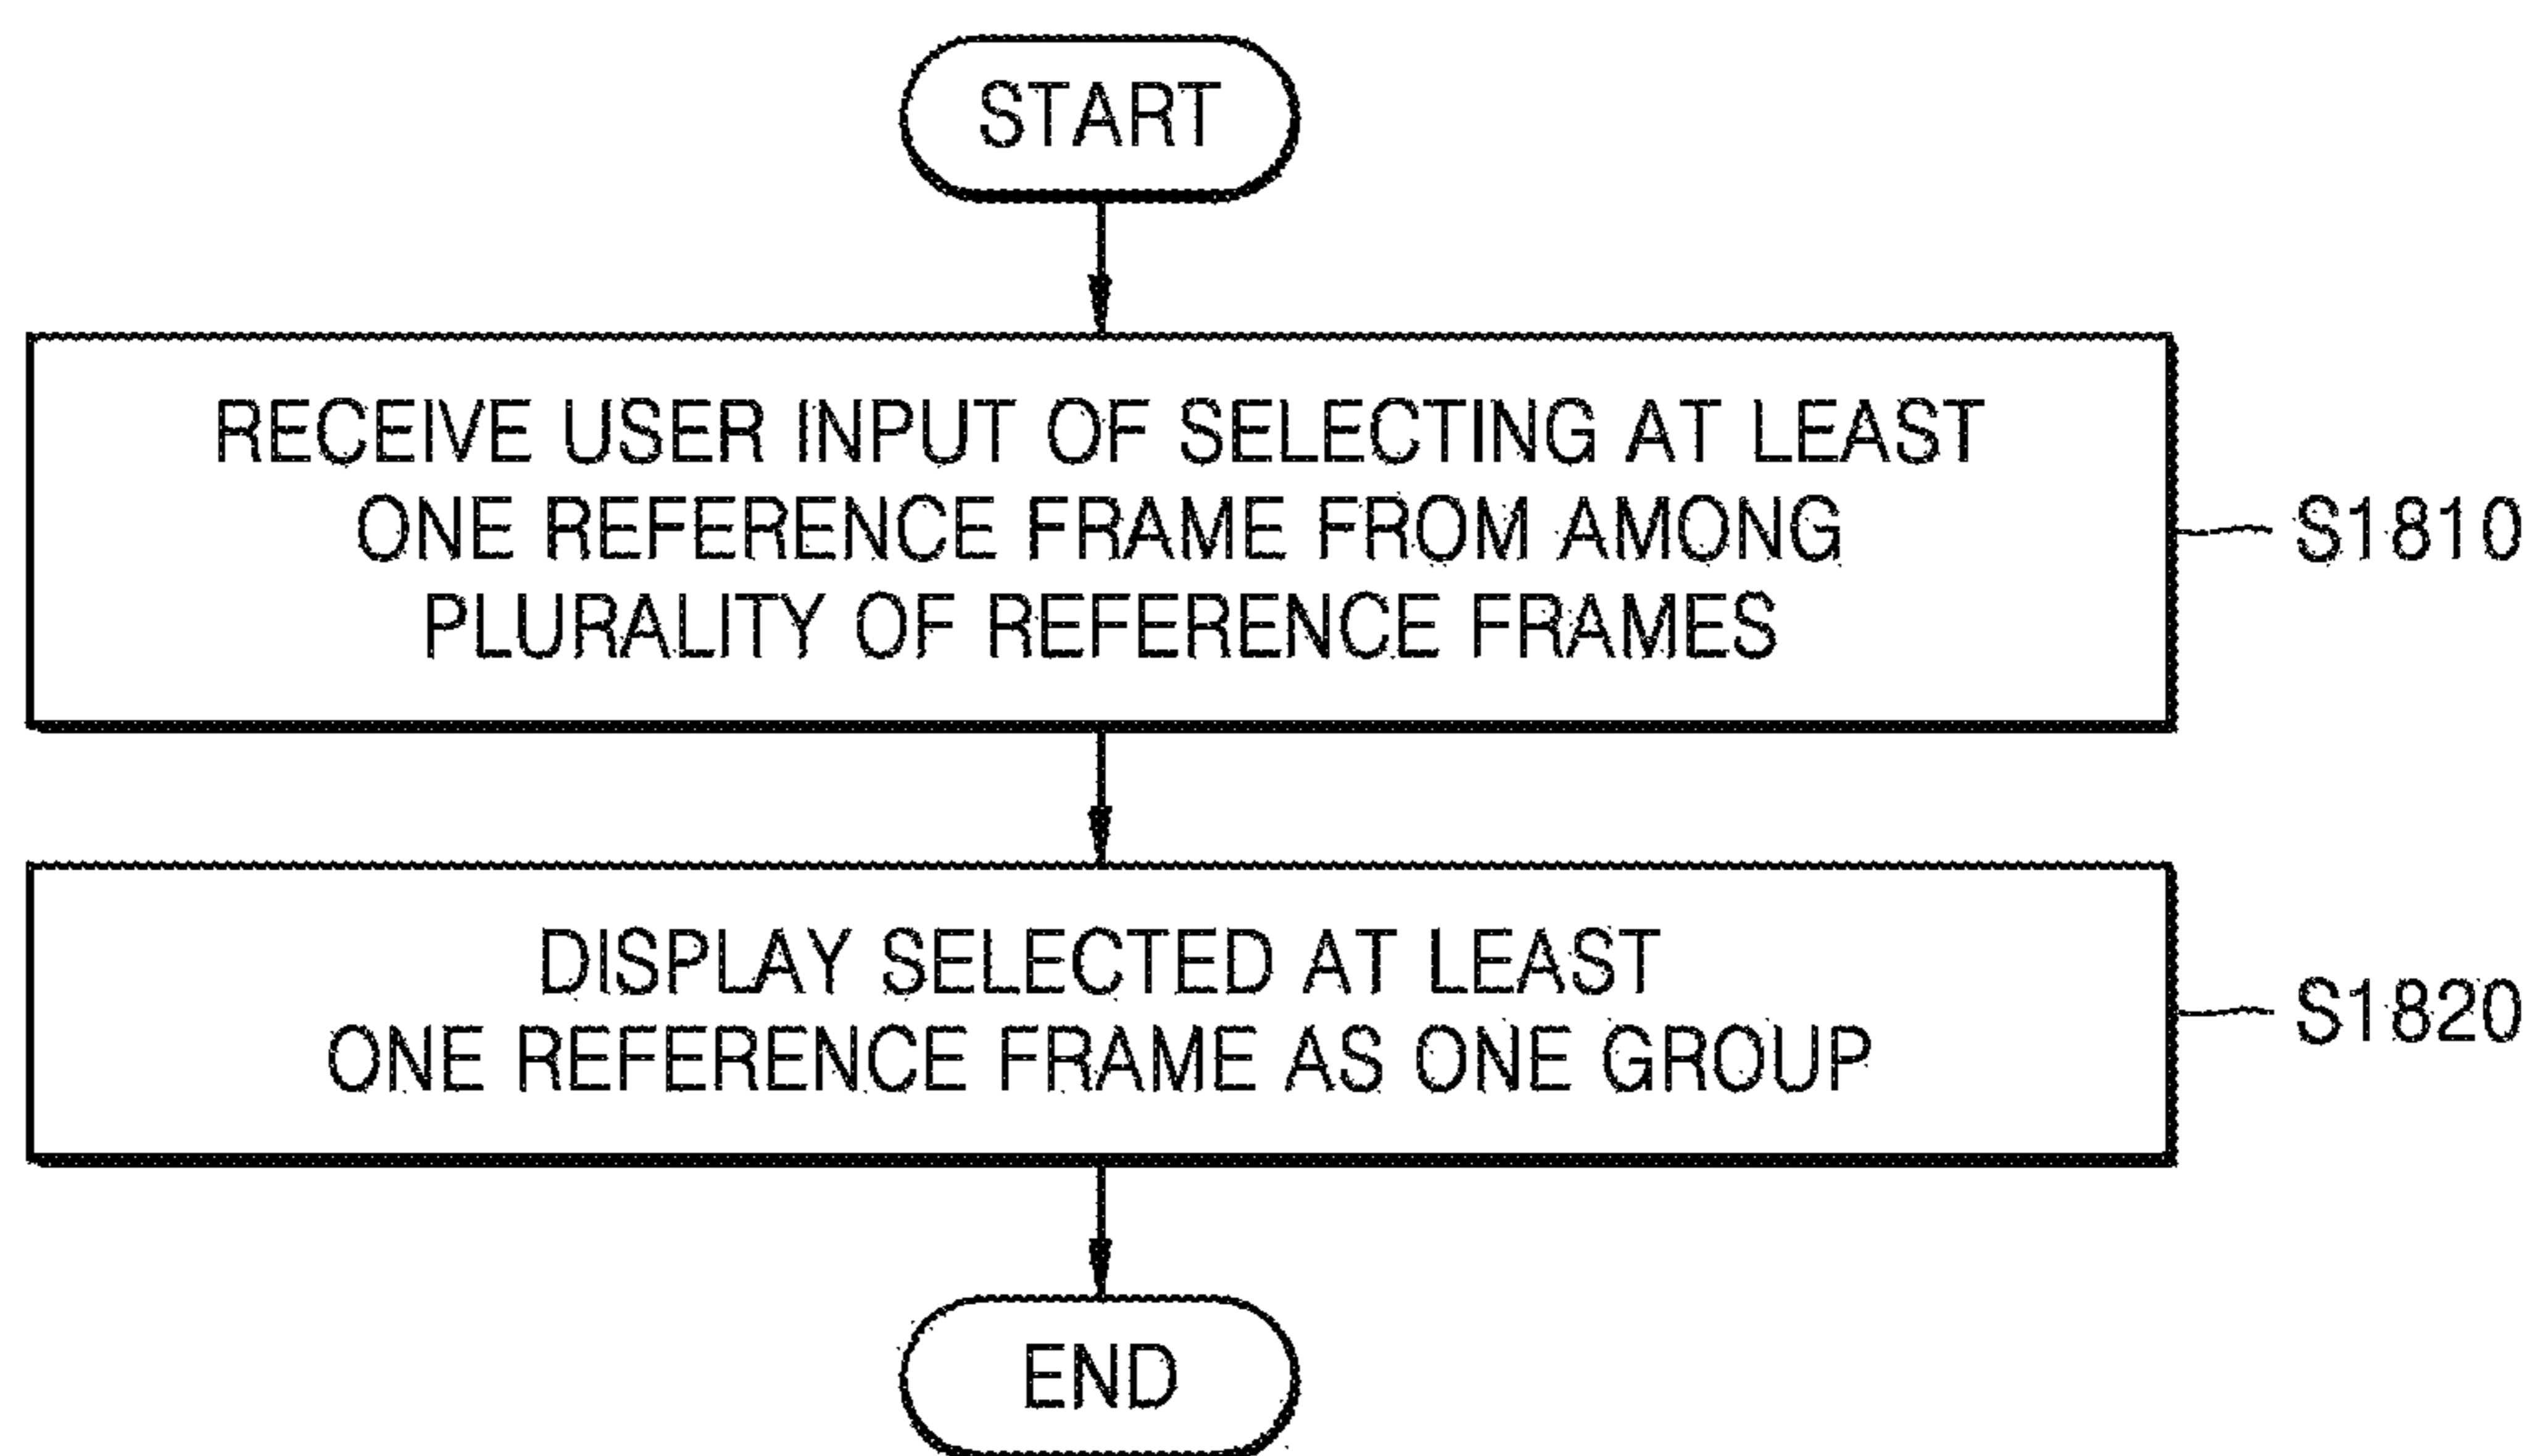 START
RECEIVE USER INPUT OF SELECTING AT LEAST
ONE REFERENCE FRAME FROM AMONG
PLURALITY OF REFERENCE FRAMES
S1810
DISPLAY SELECTED AT LEAST
ONE REFERENCE FRAME AS ONE GROUP
S1820
END